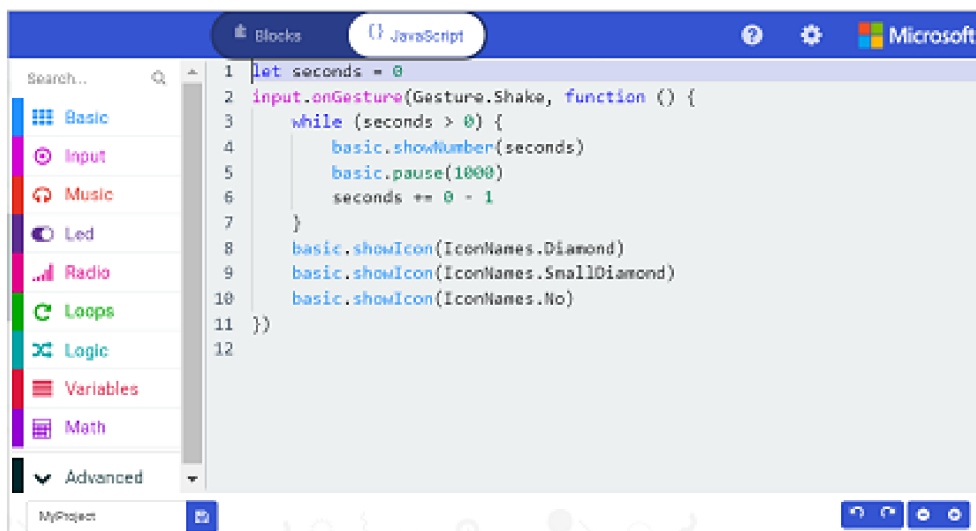 Blocks
{} JavaScript
Microsoft
Search...
Basic
Input
Music
Led
Radio
Loops
Logic
Variables
Math
Advanced
1 let seconds = 0
2 input.onGesture(Gesture.Shake, function () {
3 while (seconds > 0) {
4 basic.showNumber(seconds)
5 basic.pause(1000)
6 seconds += 0 - 1
7 }
8 basic.showIcon(IconNames.Diamond)
9 basic.showIcon(IconNames.SmallDiamond)
10 basic.showIcon(IconNames.No)
11 })
12
MyProject